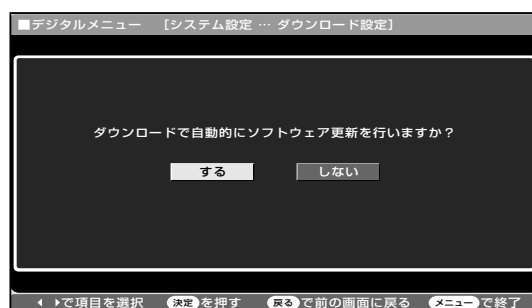 ■デジタルメニュー　[システム設定 … ダウンロード設定]
ダウンロードで自動的にソフトウェア更新を行いますか？
する　しない
で項目を選択　決定を押す　戻るで前の画面に戻る　メニューで終了